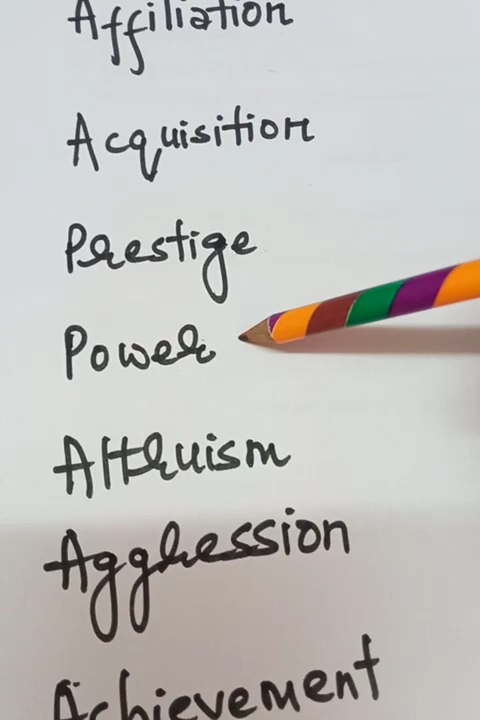 Affiliation
Acquisition
Prestige
Power
Altruism
Aggression
Achievement